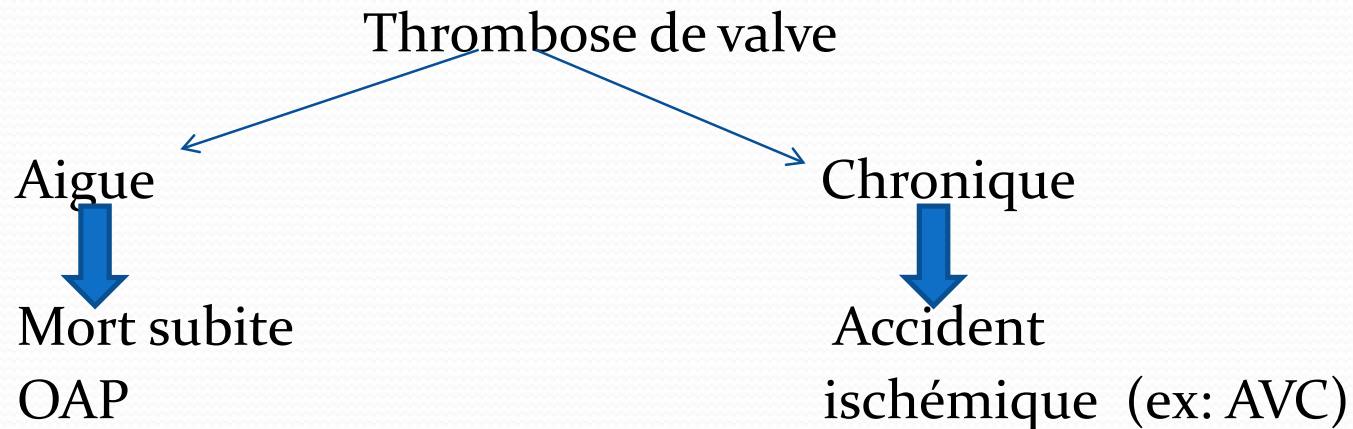 Thrombose de valve
Aigue
Chronique
Mort subite
Accident
OAP
ischémique (ex: AVC)